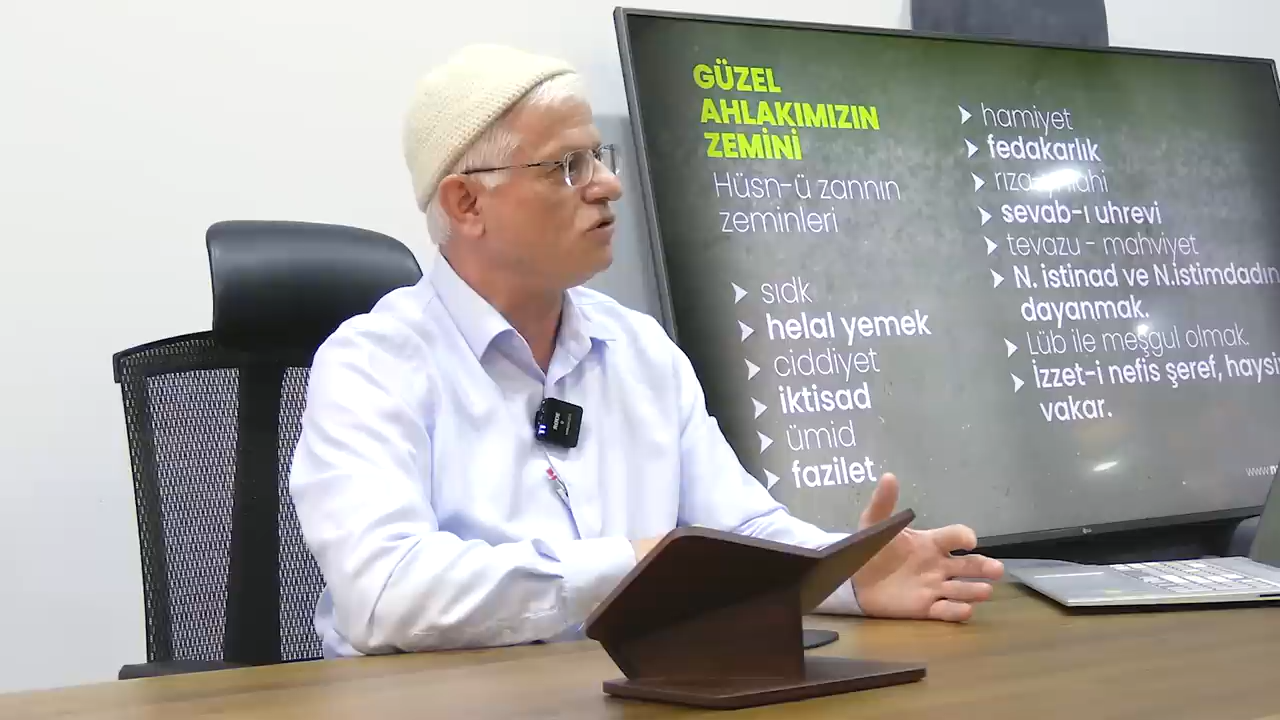 GÜZEL
AHLAKIMIZIN
ZEMİNİ
Hüsn-ü zannın
zeminleri
sıdk
helal yemek
ciddiyet
iktisad
ümid
fazilet
hamiyet
fedakarlık
sevab-ı uhrevi
tevazu - mahviyet
N. istinad ve N.istimdadın
dayanmak.
Lüb ile meşgul olmak.
İzzet-i nefis şeref,
vakar.